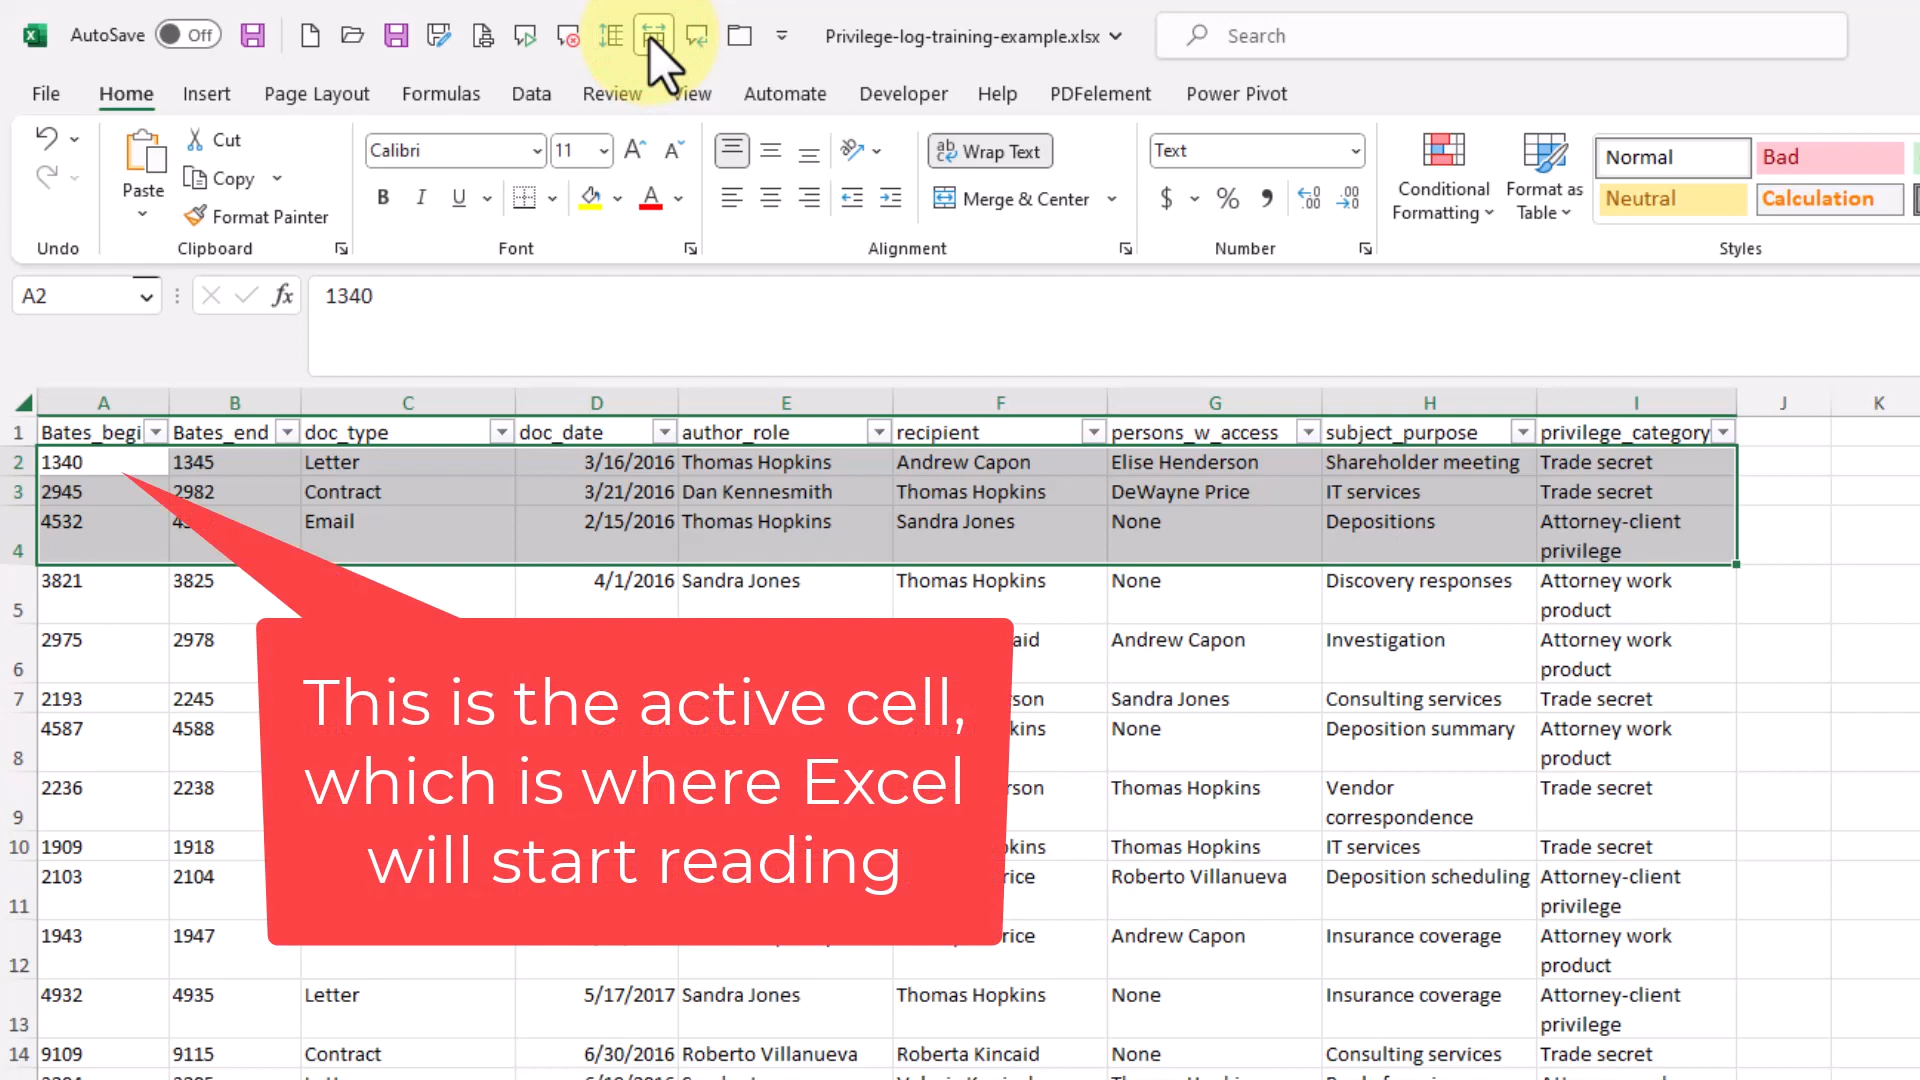 AutoSave Off Privilege-log-training-example.xlsx Search
File Home Insert Page Layout Formulas Data Review View Automate Developer Help PDFelement Power Pivot
Paste Cut Copy Format Painter
Calibri 11
B I U A
ab Wrap Text
Merge & Center
Text
$ % 9
Conditional Formatting
Format as Table
Normal Bad
Neutral Calculation
Undo Clipboard Font Alignment Number Styles
A2 fx 1340
A B C D E F G H I J K
1 Bates_begi Bates_end doc_type doc_date author_role recipient persons_w_access subject_purpose privilege_category
2 1340 1345 Letter 3/16/2016 Thomas Hopkins Andrew Capon Elise Henderson Shareholder meeting Trade secret
3 2945 2982 Contract 3/21/2016 Dan Kennesmith Thomas Hopkins DeWayne Price IT services Trade secret
4532 Email 2/15/2016 Thomas Hopkins Sandra Jones None Depositions Attorney-client
4 privilege
3821 3825 4/1/2016 Sandra Jones Thomas Hopkins None Discovery responses Attorney work
5 product
2975 2978 Andrew Capon Investigation Attorney work
6 product
7 2193 2245 Sandra Jones Consulting services Trade secret
4587 4588 None Deposition summary Attorney work
8 product
2236 2238 Thomas Hopkins Vendor Trade secret
9 correspondence
10 1909 1918 Thomas Hopkins IT services Trade secret
2103 2104 Roberto Villanueva Deposition scheduling Attorney-client
11 privilege
1943 1947 Andrew Capon Insurance coverage Attorney work
12 product
4932 4935 Letter 5/17/2017 Sandra Jones Thomas Hopkins None Insurance coverage Attorney-client
13 privilege
14 9109 9115 Contract 6/30/2016 Roberto Villanueva Roberta Kincaid None Consulting services Trade secret
This is the active cell,
which is where Excel
will start reading